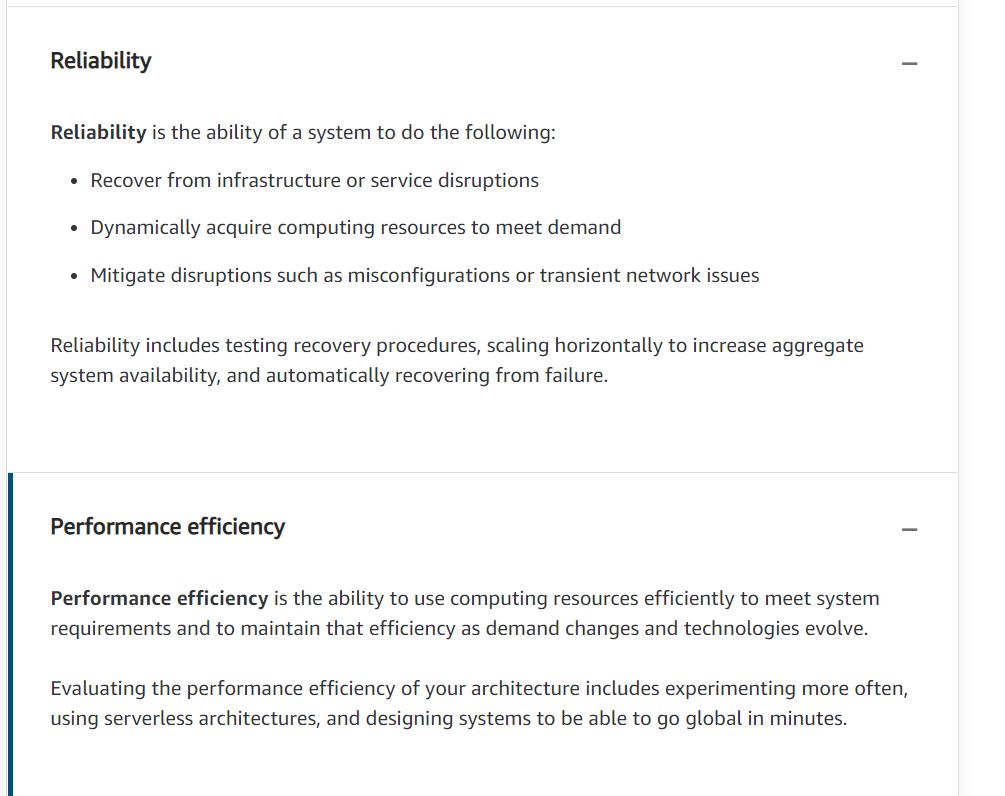 Reliability
Reliability is the ability of a system to do the following:
• Recover from infrastructure or service disruptions
• Dynamically acquire computing resources to meet demand
• Mitigate disruptions such as misconfigurations or transient network issues
Reliability includes testing recovery procedures, scaling horizontally to increase aggregate
system availability, and automatically recovering from failure.
Performance efficiency
Performance efficiency is the ability to use computing resources efficiently to meet system
requirements and to maintain that efficiency as demand changes and technologies evolve.
Evaluating the performance efficiency of your architecture includes experimenting more often,
using serverless architectures, and designing systems to be able to go global in minutes.